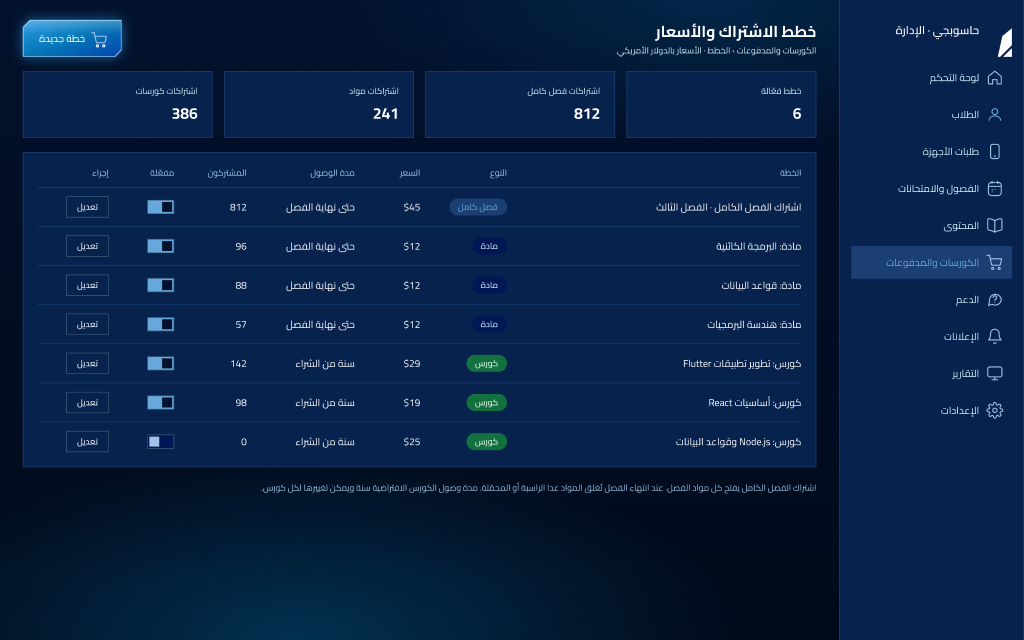 حاسوبجي · الإدارة
لوحة التحكم
الطلاب
طلبات الأجهزة
الفصول والامتحانات
المحتوى
الكورسات والمدفوعات
الدعم
الإعلانات
التقارير
الإعدادات
خطط الاشتراك والأسعار
الكورسات والمدفوعات › الخطط · الأسعار بالدولار الأمريكي
خطة جديدة
خطط فعّالة
6
اشتراكات فصل كامل
812
اشتراكات مواد
241
اشتراكات كورسات
386
الخطة النوع السعر مدة الوصول المشتركون مفعّلة إجراء
اشتراك الفصل الكامل · الفصل الثالث فصل كامل $45 حتى نهاية الفصل 812 تعديل
مادة: البرمجة الكائنية مادة $12 حتى نهاية الفصل 96 تعديل
مادة: قواعد البيانات مادة $12 حتى نهاية الفصل 88 تعديل
مادة: هندسة البرمجيات مادة $12 حتى نهاية الفصل 57 تعديل
كورس: تطوير تطبيقات Flutter كورس $29 سنة من الشراء 142 تعديل
كورس: أساسيات React كورس $19 سنة من الشراء 98 تعديل
كورس: Node.js وقواعد البيانات كورس $25 سنة من الشراء 0 تعديل
اشتراك الفصل الكامل يفتح كل مواد الفصل. عند انتهاء الفصل تُغلق المواد عدا الراسبة أو المحمّلة. مدة وصول الكورس الافتراضية سنة ويمكن تغييرها لكل كورس.